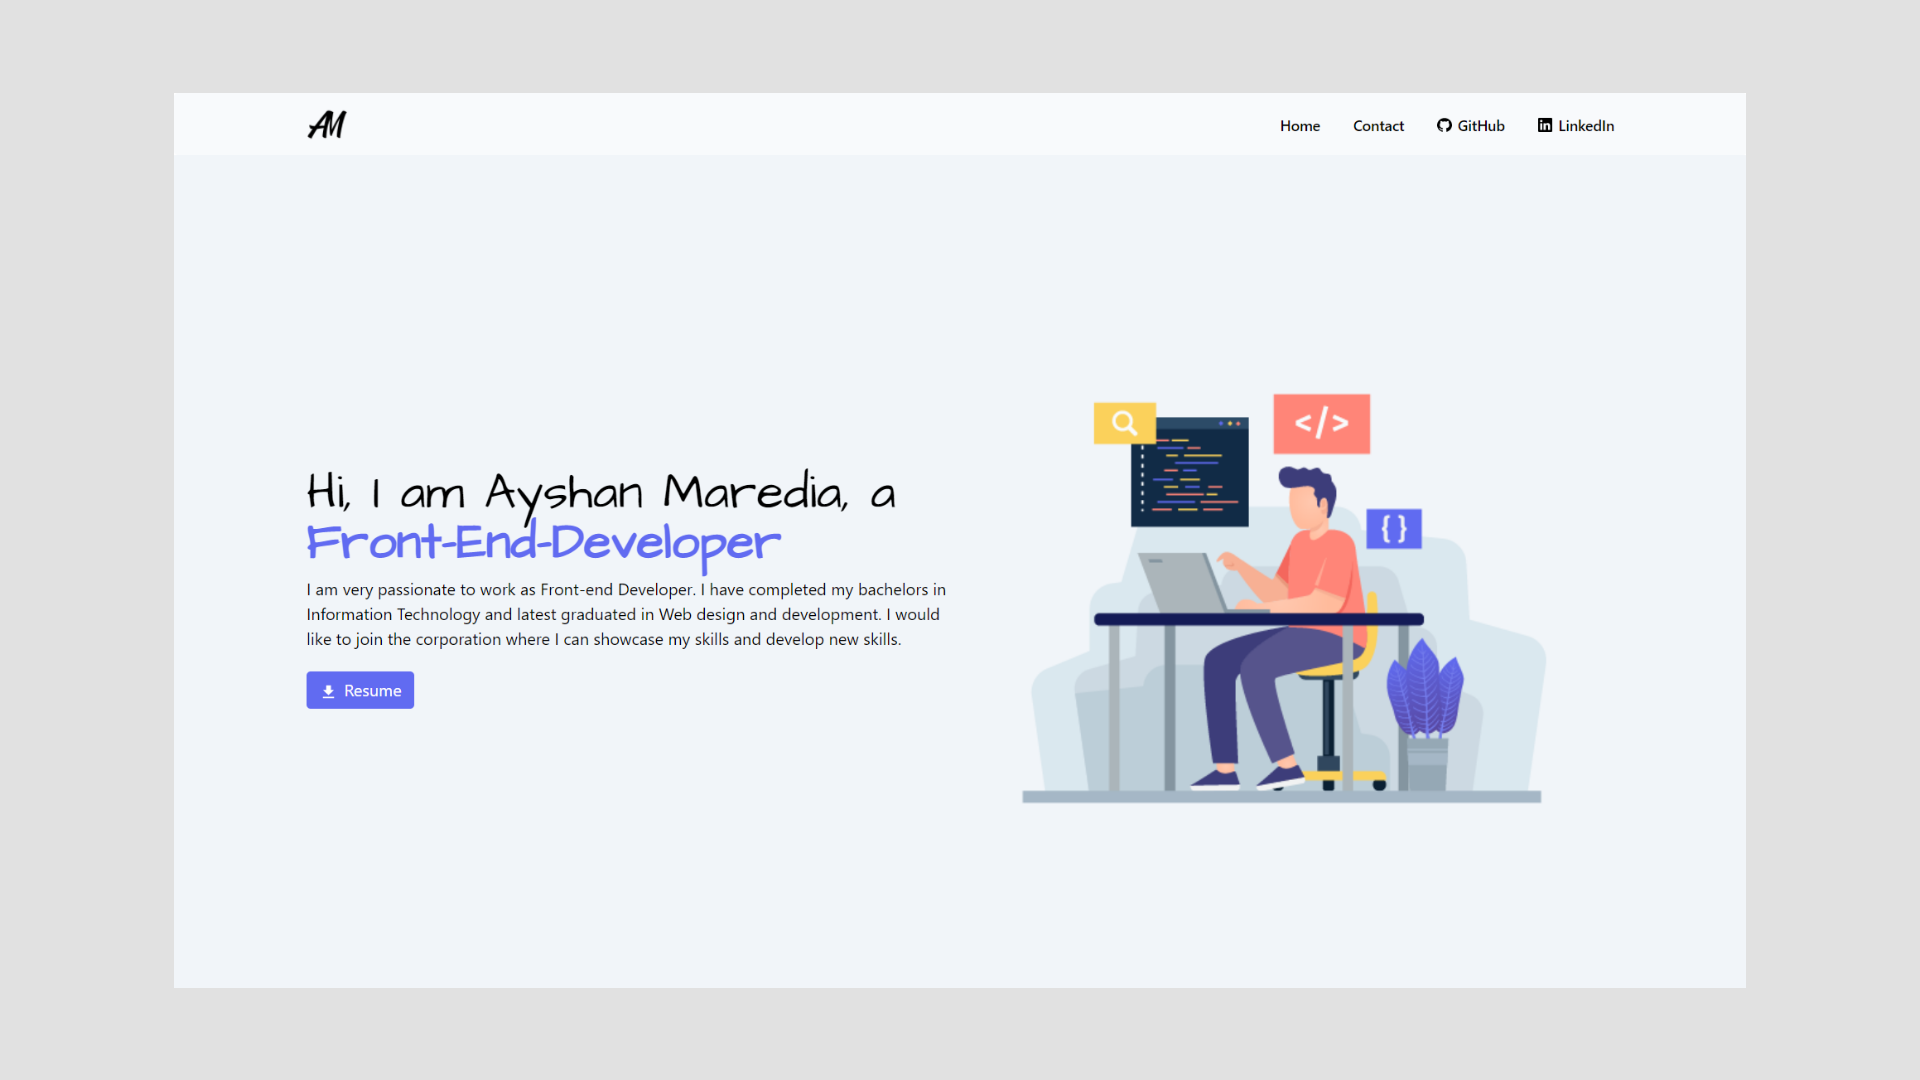 AM
Home Contact GitHub LinkedIn
</>
{ }
Hi, I am Ayshan Maredia, a
Front-End-Developer
I am very passionate to work as Front-end Developer. I have completed my bachelors in
Information Technology and latest graduated in Web design and development. I would
like to join the corporation where I can showcase my skills and develop new skills.
Resume